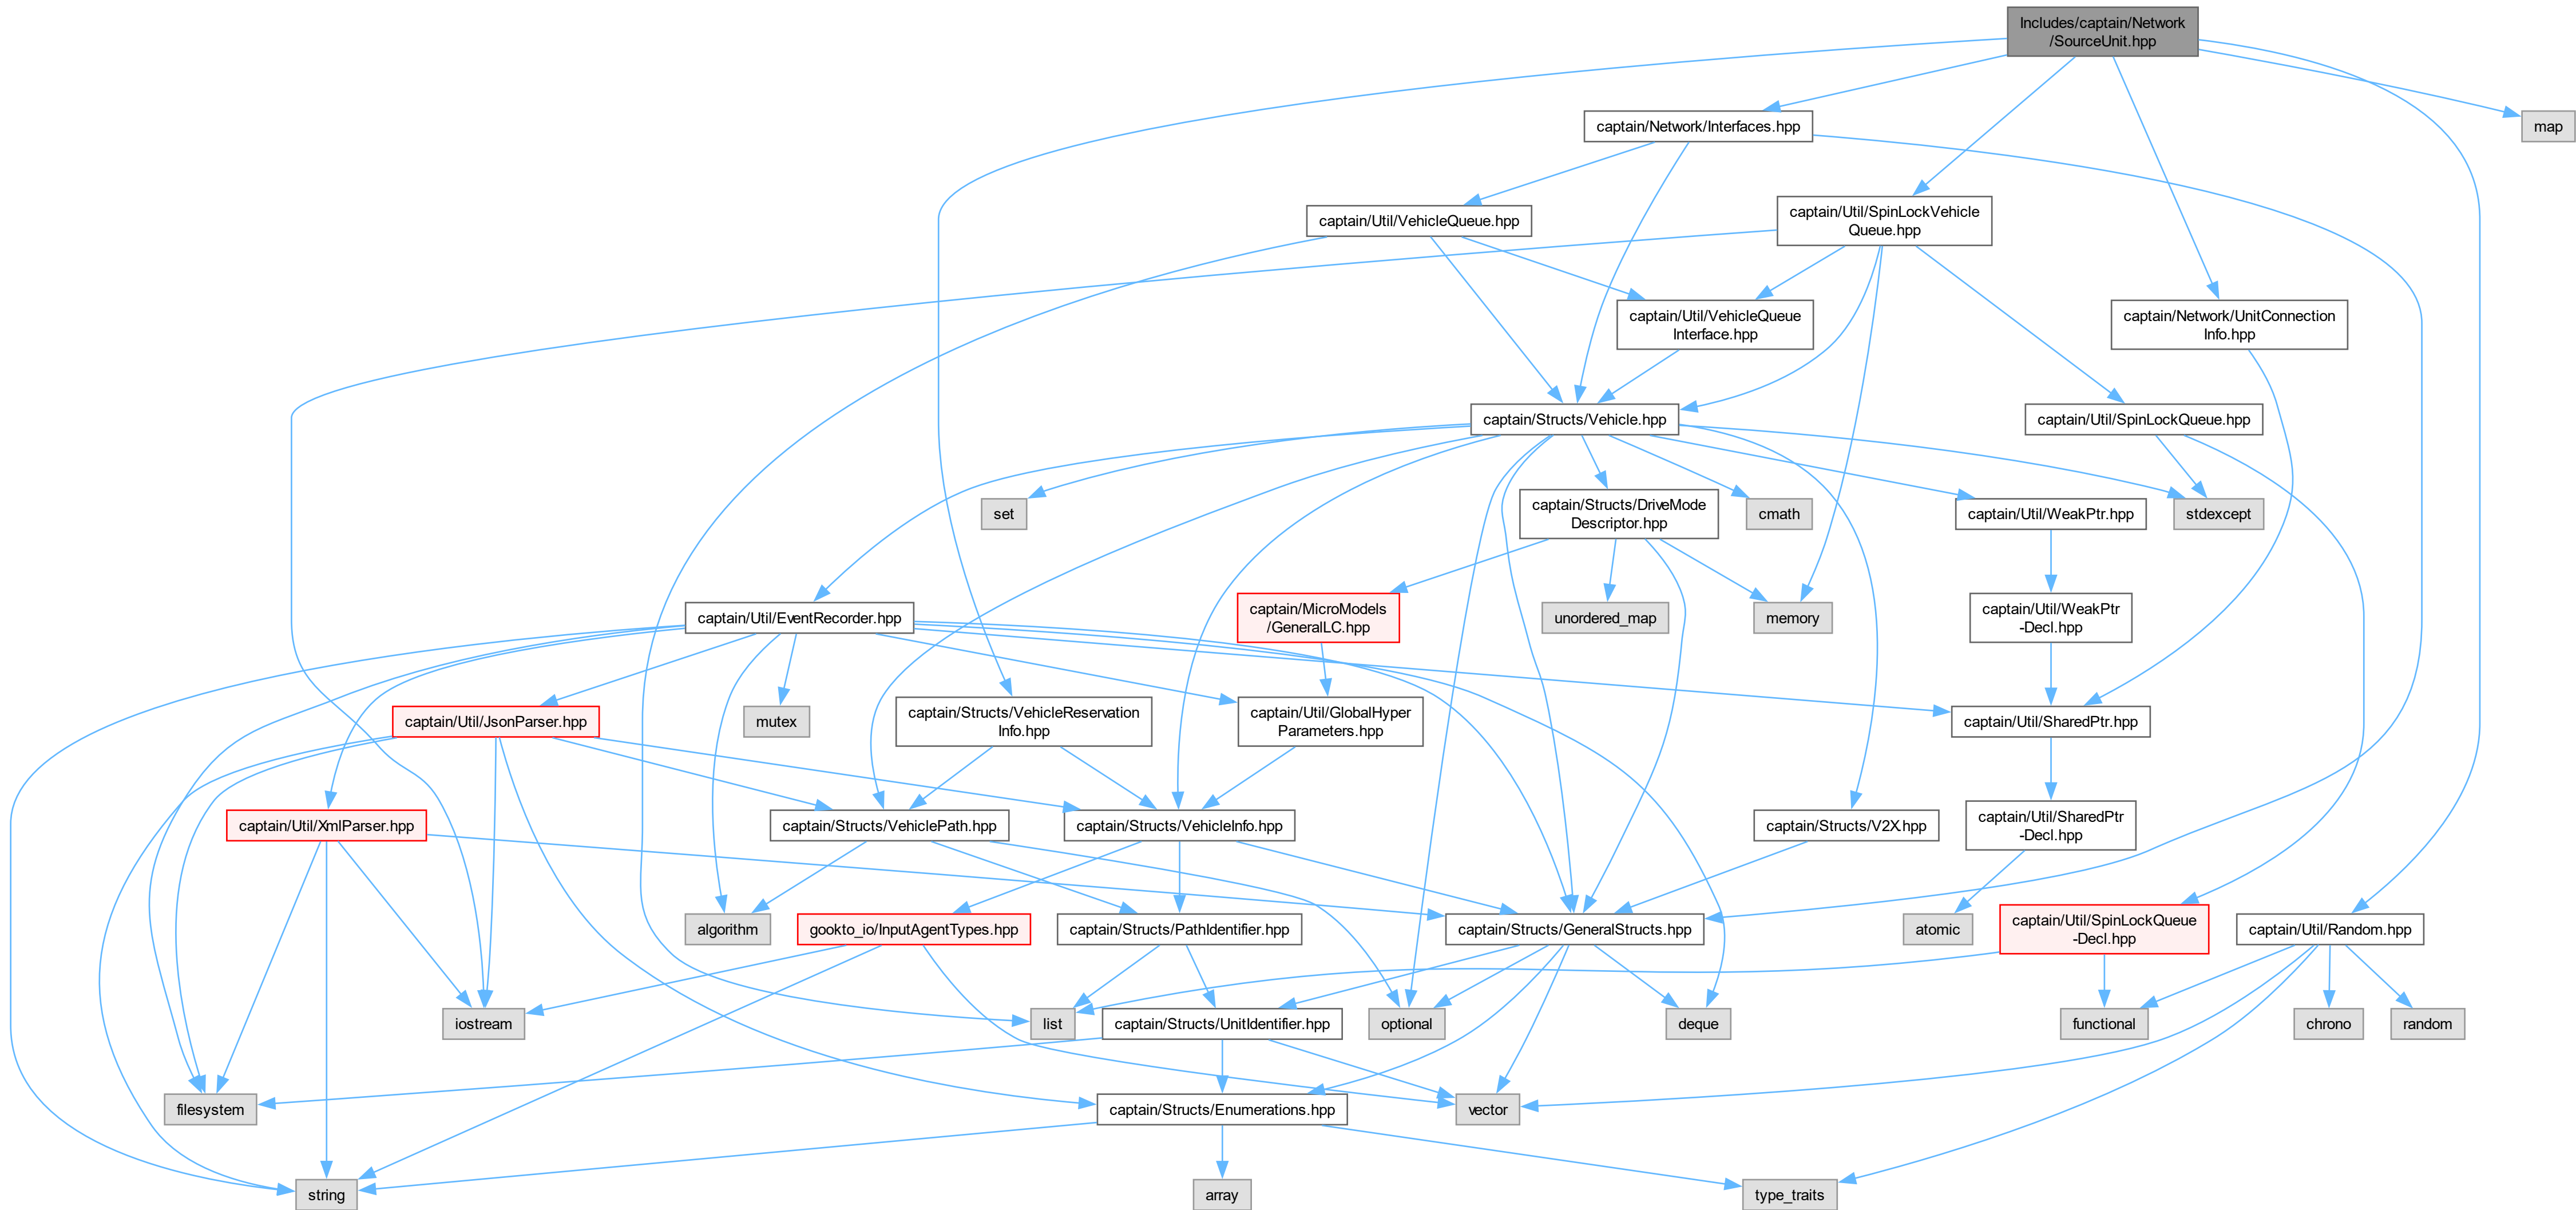 Includes/captain/Network
/SourceUnit.hpp
captain/Network/Interfaces.hpp
map
captain/Util/VehicleQueue.hpp
captain/Util/SpinLockVehicle
Queue.hpp
captain/Util/VehicleQueue
Interface.hpp
captain/Network/UnitConnection
Info.hpp
captain/Structs/Vehicle.hpp
captain/Util/SpinLockQueue.hpp
set
captain/Structs/DriveMode
Descriptor.hpp
cmath
captain/Util/WeakPtr.hpp
stdexcept
captain/Util/EventRecorder.hpp
captain/MicroModels
/GeneralLC.hpp
unordered_map
memory
captain/Util/WeakPtr
-Decl.hpp
captain/Util/JsonParser.hpp
mutex
captain/Structs/VehicleReservation
Info.hpp
captain/Util/GlobalHyper
Parameters.hpp
captain/Util/SharedPtr.hpp
captain/Util/XmlParser.hpp
captain/Structs/VehiclePath.hpp
captain/Structs/VehicleInfo.hpp
captain/Structs/V2X.hpp
captain/Util/SharedPtr
-Decl.hpp
algorithm
gookto_io/InputAgentTypes.hpp
captain/Structs/PathIdentifier.hpp
captain/Structs/GeneralStructs.hpp
atomic
captain/Util/SpinLockQueue
-Decl.hpp
captain/Util/Random.hpp
iostream
list
captain/Structs/UnitIdentifier.hpp
optional
deque
functional
chrono
random
filesystem
captain/Structs/Enumerations.hpp
vector
string
array
type_traits